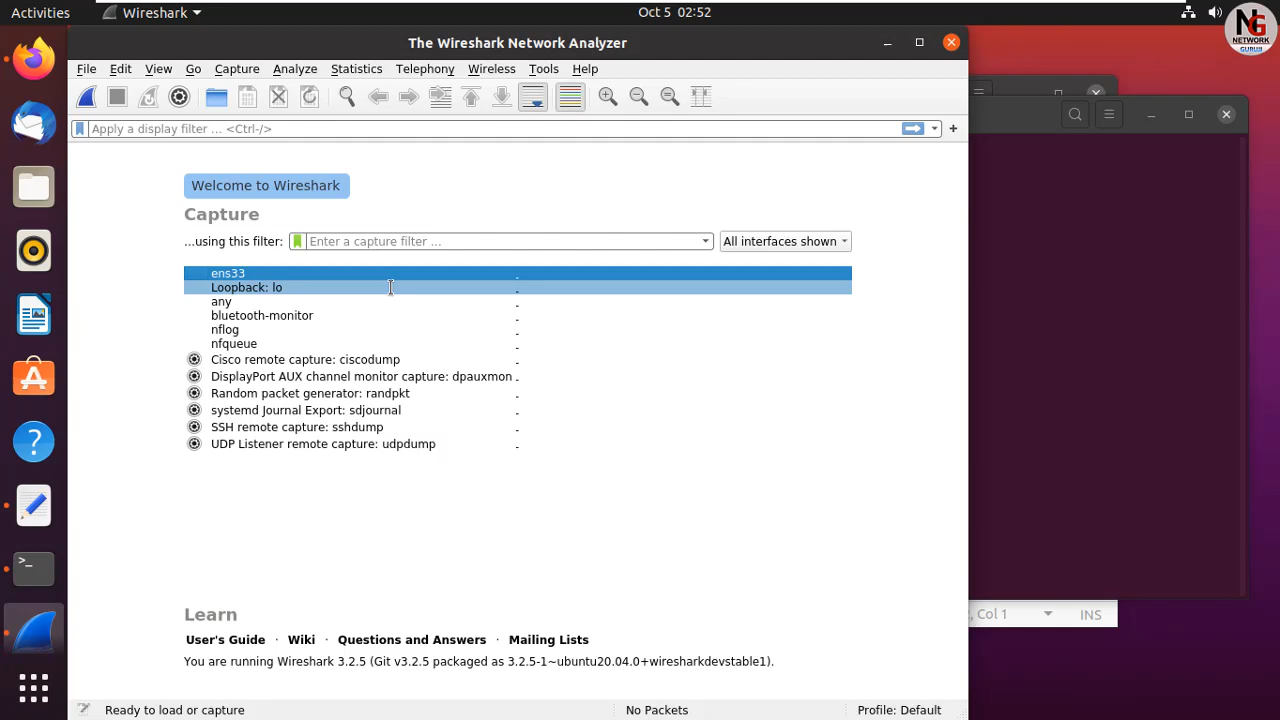 Activities
Wireshark
Oct 5 02:52
NG
NETWORK
GURUJI
The Wireshark Network Analyzer
File Edit View Go Capture Analyze Statistics Telephony Wireless Tools Help
Apply a display filter … <Ctrl-/>
Welcome to Wireshark
Capture
…using this filter: Enter a capture filter … All interfaces shown
ens33
Loopback: lo
any
bluetooth-monitor
nflog
nfqueue
Cisco remote capture: ciscodump
DisplayPort AUX channel monitor capture: dpauxmon
Random packet generator: randpkt
systemd Journal Export: sdjournal
SSH remote capture: sshdump
UDP Listener remote capture: udpdump
Learn
User's Guide · Wiki · Questions and Answers · Mailing Lists
You are running Wireshark 3.2.5 (Git v3.2.5 packaged as 3.2.5-1~ubuntu20.04.0+wiresharkdevstable1).
Ready to load or capture No Packets Profile: Default
, Col 1 INS